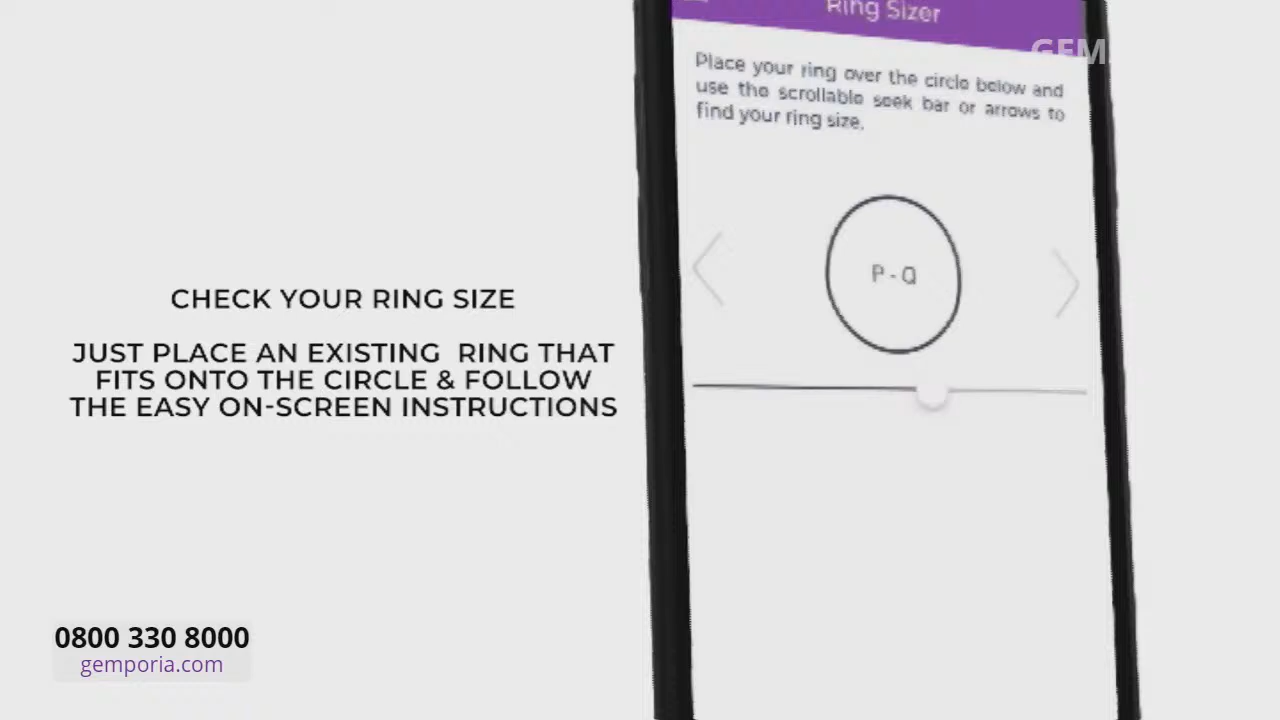 Ring Sizer
GEM
Place your ring over the circle below and
use the scrollable seek bar or arrows to
find your ring size.
P - Q
CHECK YOUR RING SIZE
JUST PLACE AN EXISTING RING THAT
FITS ONTO THE CIRCLE & FOLLOW
THE EASY ON-SCREEN INSTRUCTIONS
0800 330 8000
gemporia.com